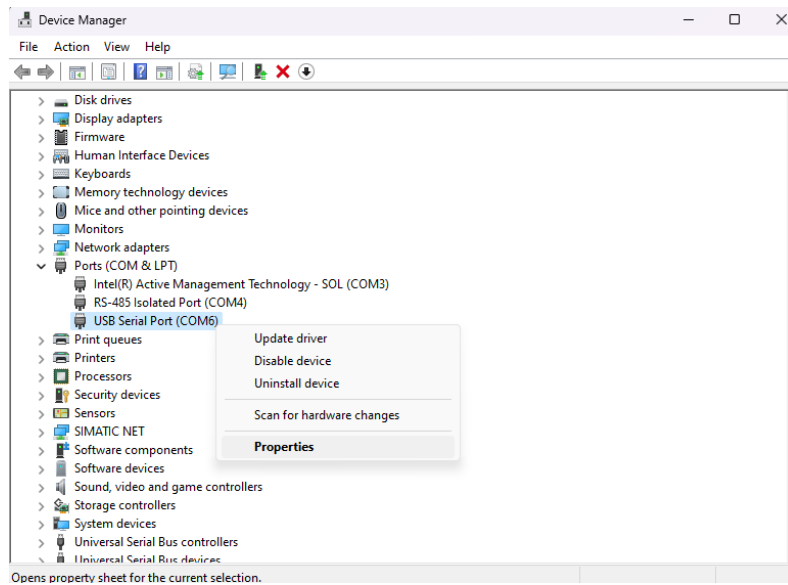 Device Manager
File Action View Help
Disk drives
Display adapters
Firmware
Human Interface Devices
Keyboards
Memory technology devices
Mice and other pointing devices
Monitors
Network adapters
Ports (COM & LPT)
Intel(R) Active Management Technology - SOL (COM3)
RS-485 Isolated Port (COM4)
USB Serial Port (COM6)
Print queues
Printers
Processors
Security devices
Sensors
SIMATIC NET
Software components
Software devices
Sound, video and game controllers
Storage controllers
System devices
Universal Serial Bus controllers
Universal Serial Bus devices
Update driver
Disable device
Uninstall device
Scan for hardware changes
Properties
Opens property sheet for the current selection.